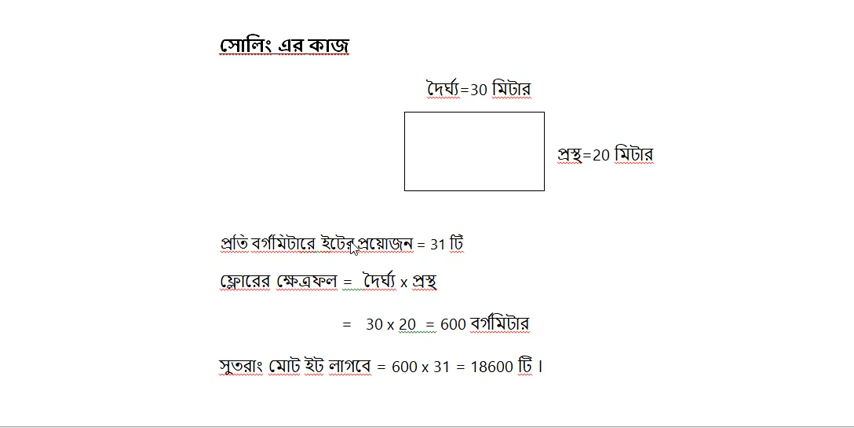 সোলিং এর কাজ
দৈর্ঘ্য=30 মিটার
প্রস্থ=20 মিটার
প্রতি বর্গমিটারে ইটের প্রয়োজন = 31 টি
ফ্লোরের ক্ষেত্রফল = দৈর্ঘ্য x প্রস্থ
= 30 x 20 = 600 বর্গমিটার
সুতরাং মোট ইট লাগবে = 600 x 31 = 18600 টি ।